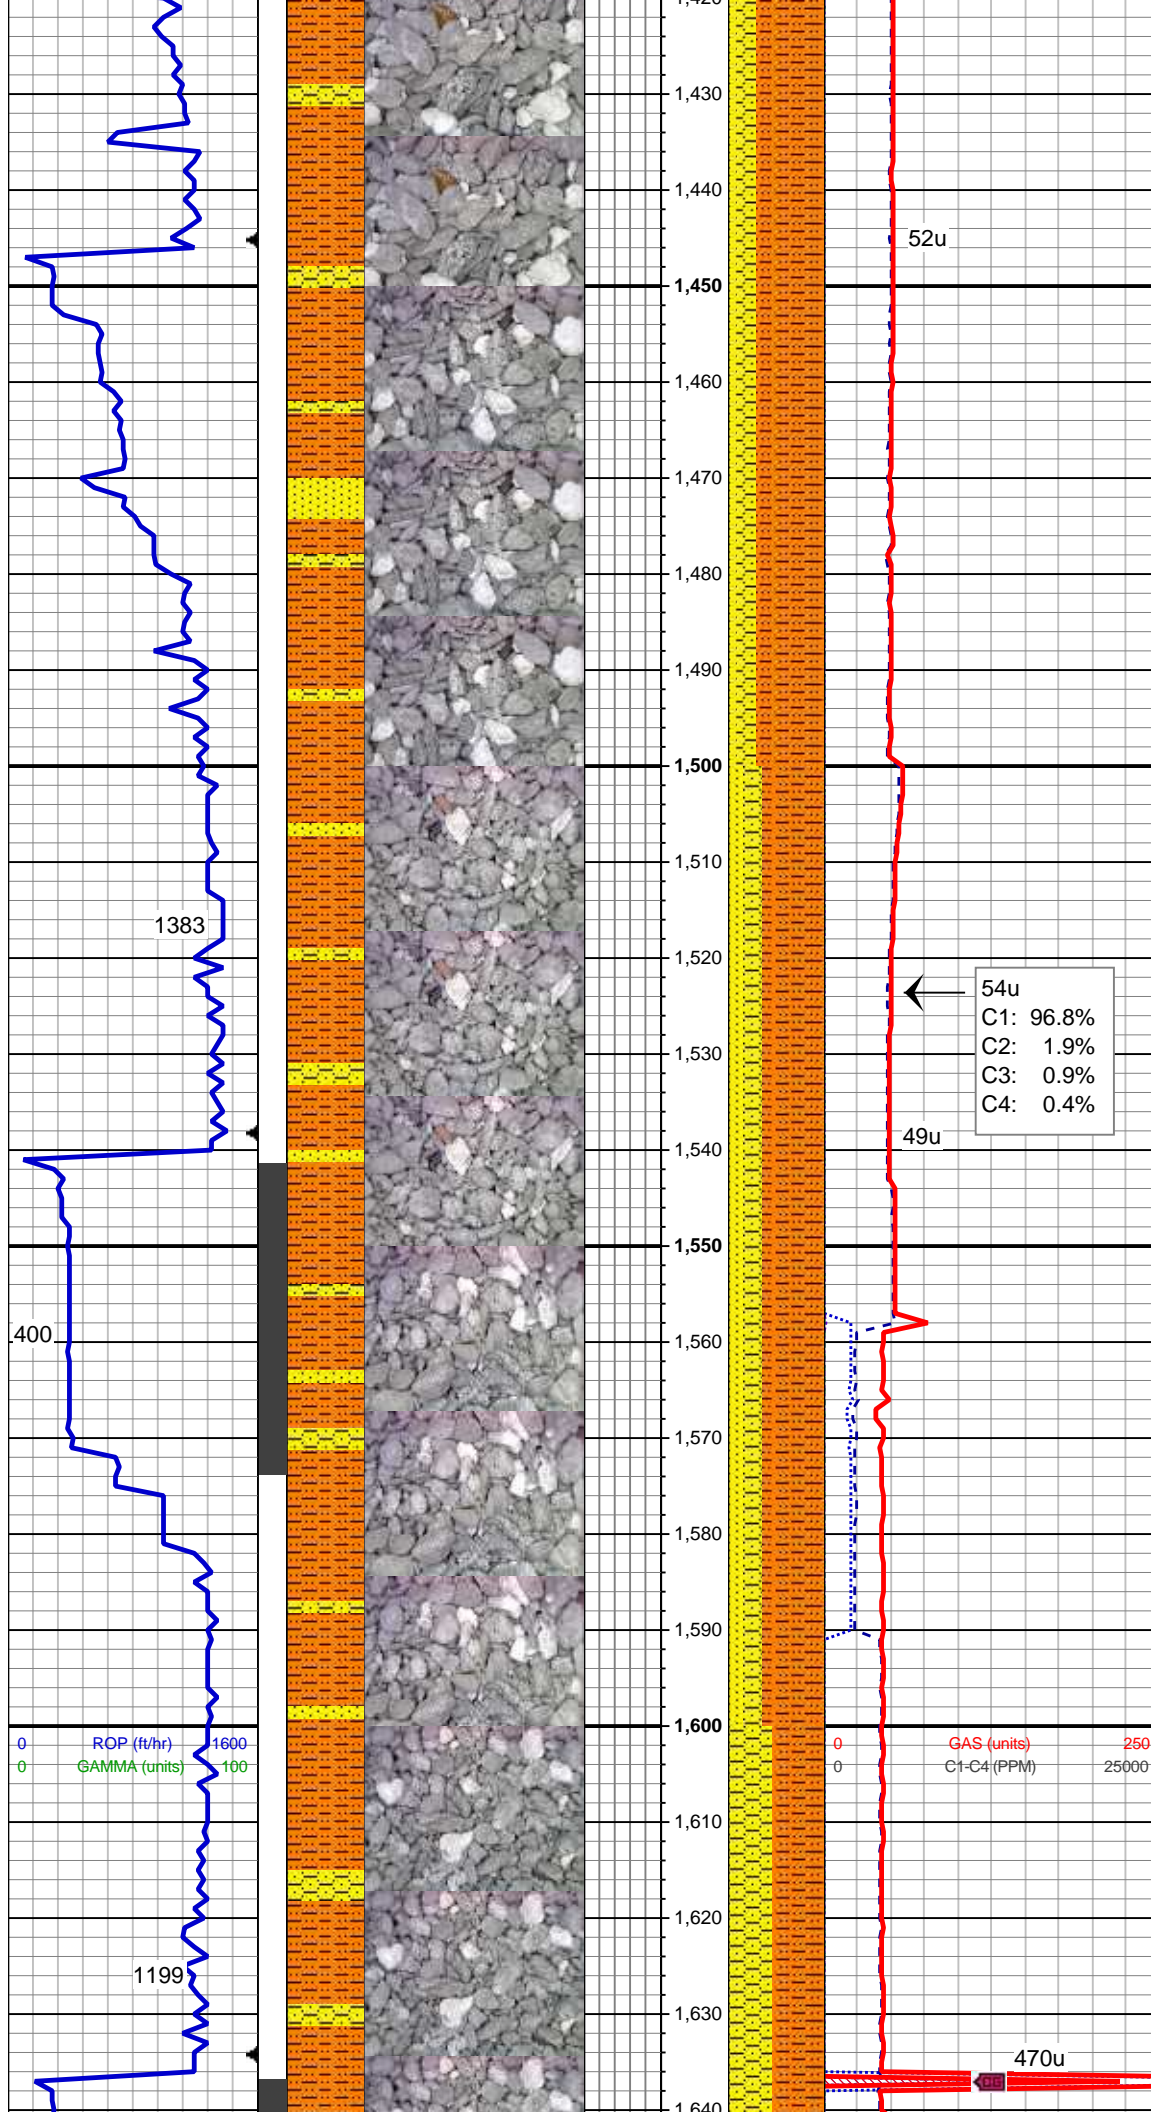 1,420
1,430
1,440
52u
1,450
1,460
1,470
1,480
1,490
1,500
1,510
1383
1,520
54u
C1: 96.8%
C2: 1.9%
C3: 0.9%
C4: 0.4%
1,530
49u
1,540
1,550
400
1,560
1,570
1,580
1,590
1,600
0 ROP (ft/hr) 1600
0 GAS (units) 250
0 GAMMA (units) 100
0 C1-C4 (PPM) 25000
1,610
1,620
1199
1,630
470u
CG
1,640